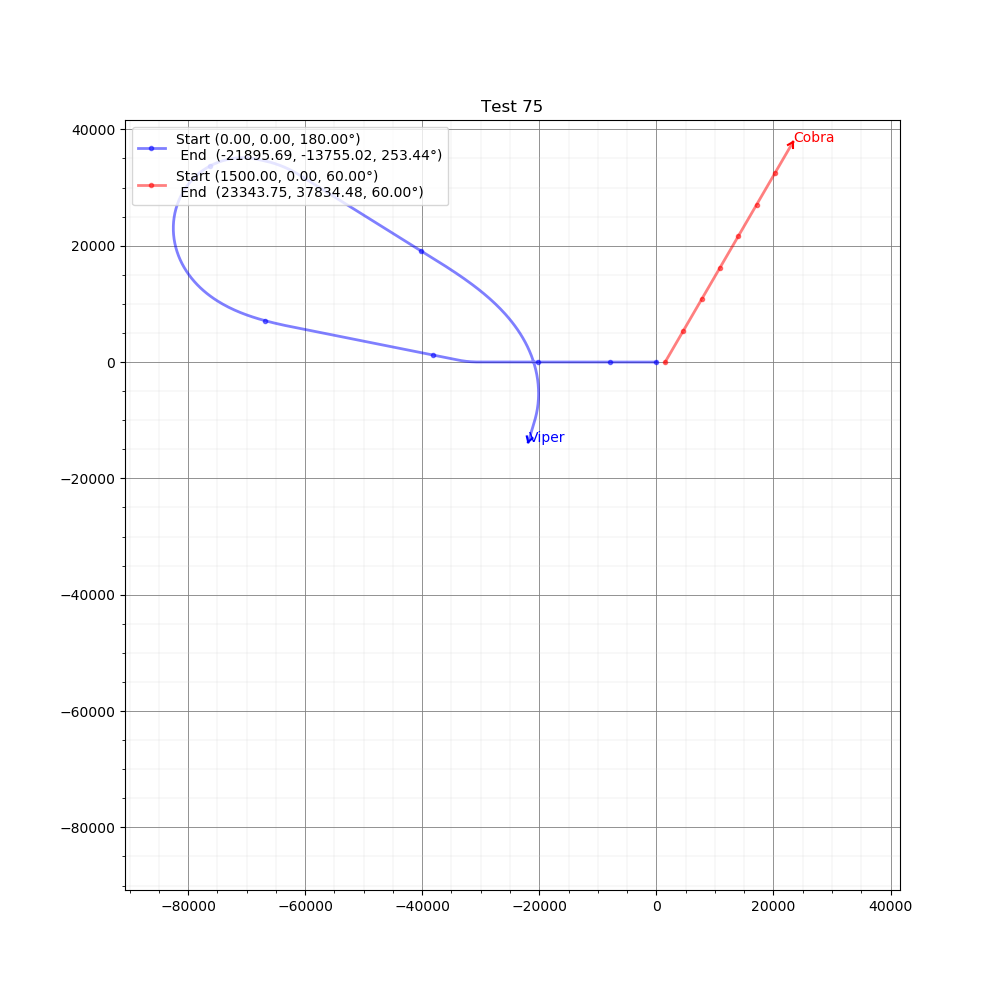 Test 75
Start (0.00, 0.00, 180.00°)
End (-21895.69, -13755.02, 253.44°)
Start (1500.00, 0.00, 60.00°)
End (23343.75, 37834.48, 60.00°)
Cobra
Viper
40000
20000
0
−20000
−40000
−60000
−80000
−80000 −60000 −40000 −20000 0 20000 40000